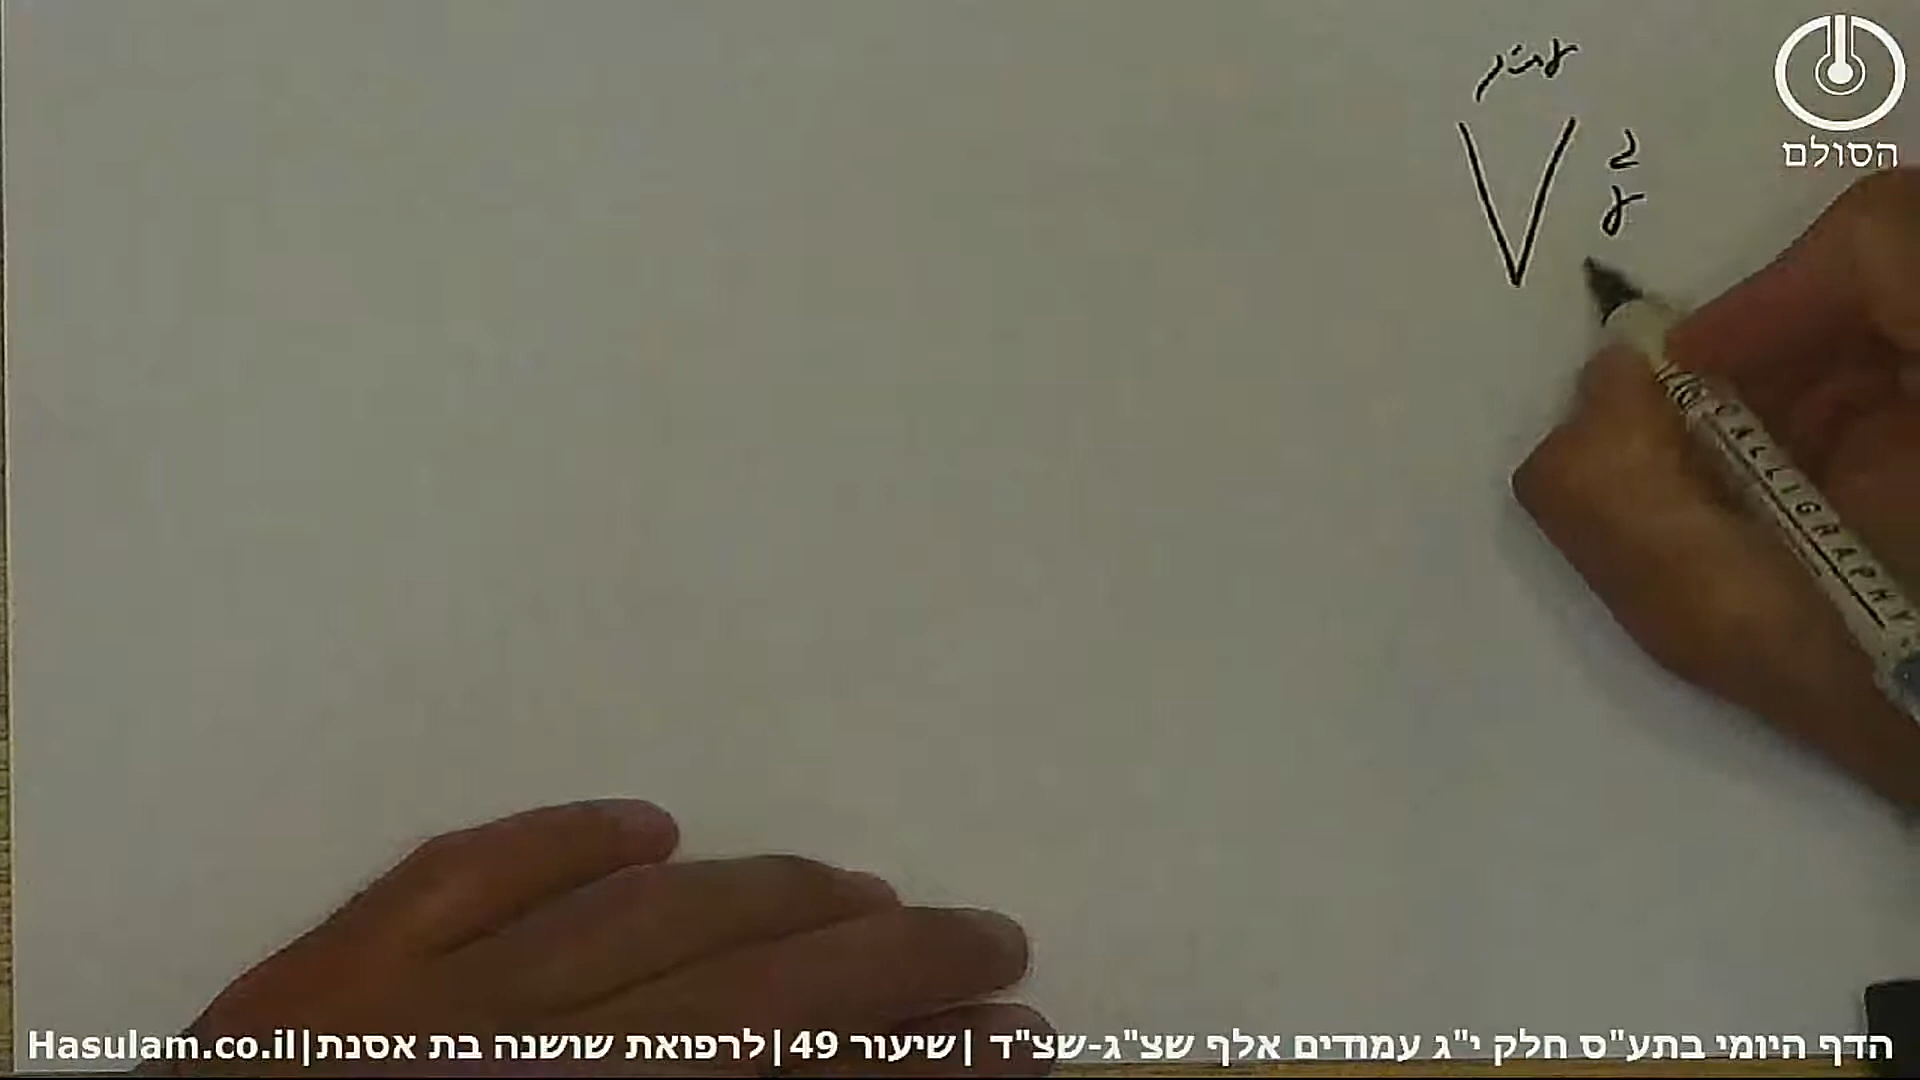 עתיק
הסולם
ג
ע
CALLIGRAPHY
הדף היומי בתע"ס חלק י"ג עמודים אלף שצ"ג-שצ"ד | שיעור 49 | לרפואת שושנה בת אסנת | Hasulam.co.il